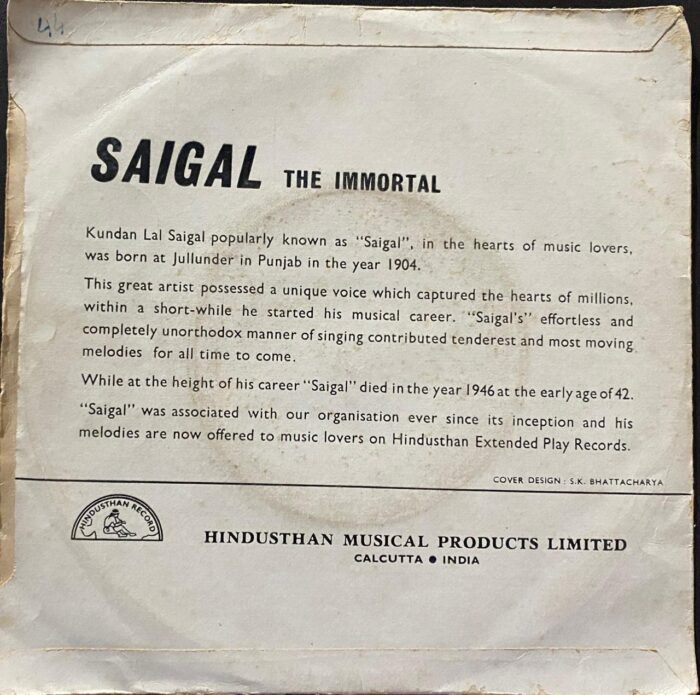 44
SAIGAL THE IMMORTAL
Kundan Lal Saigal popularly known as "Saigal", in the hearts of music lovers,
was born at Jullunder in Punjab in the year 1904.
This great artist possessed a unique voice which captured the hearts of millions,
within a short-while he started his musical career. "Saigal's" effortless and
completely unorthodox manner of singing contributed tenderest and most moving
melodies for all time to come.
While at the height of his career "Saigal" died in the year 1946 at the early age of 42.
"Saigal" was associated with our organisation ever since its inception and his
melodies are now offered to music lovers on Hindusthan Extended Play Records.
COVER DESIGN : S.K. BHATTACHARYA
HINDUSTHAN RECORD
HINDUSTHAN MUSICAL PRODUCTS LIMITED
CALCUTTA ● INDIA